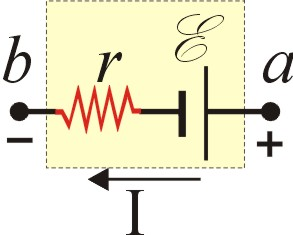 b r ℰ a
− +
I